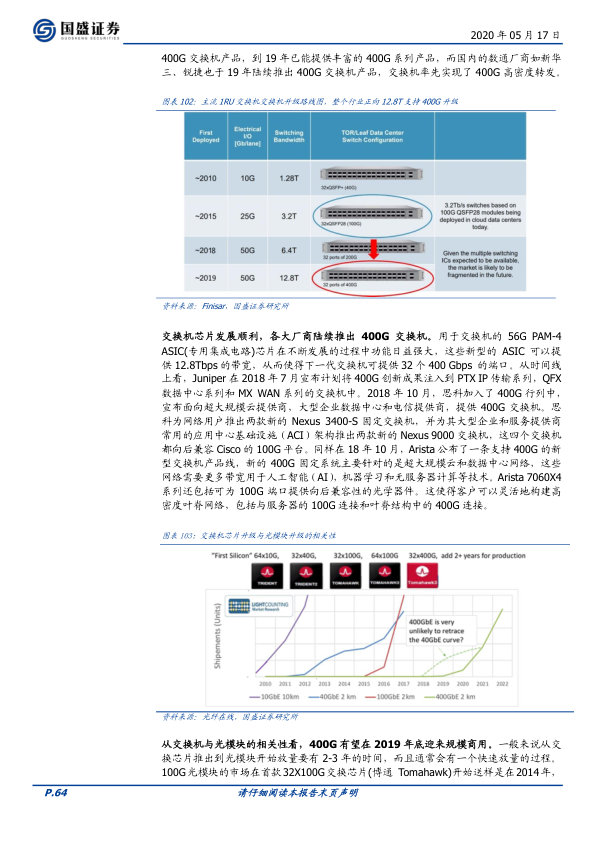 国盛证券
GUOSHENG SECURITIES
2020 年 05 月 17 日
400G 交换机产品，到 19 年已能提供丰富的 400G 系列产品，而国内的数通厂商如新华
三、锐捷也于 19 年陆续推出 400G 交换机产品，交换机率先实现了 400G 高密度转发。
图表 102：主流 1RU 交换机交换机升级路线图，整个行业正向 12.8T 支持 400G 升级
First Deployed
Electrical I/O [Gb/lane]
Switching Bandwidth
TOR/Leaf Data Center Switch Configuration
~2010
10G
1.28T
32xQSFP+ (40G)
~2015
25G
3.2T
32xQSFP28 (100G)
3.2Tb/s switches based on
100G QSFP28 modules being
deployed in cloud data centers
today.
~2018
50G
6.4T
32 ports of 200G
~2019
50G
12.8T
32 ports of 400G
Given the multiple switching
ICs expected to be available,
the market is likely to be
fragmented in the future.
资料来源：Finisar，国盛证券研究所
交换机芯片发展顺利，各大厂商陆续推出 400G 交换机。用于交换机的 56G PAM-4
ASIC(专用集成电路)芯片在不断发展的过程中功能日益强大，这些新型的 ASIC 可以提
供 12.8Tbps 的带宽，从而使得下一代交换机可提供 32 个 400 Gbps 的端口。从时间线
上看，Juniper 在 2018 年 7 月宣布计划将 400G 创新成果注入到 PTX IP 传输系列，QFX
数据中心系列和 MX WAN 系列的交换机中。2018 年 10 月，思科加入了 400G 行列中，
宣布面向超大规模云提供商，大型企业数据中心和电信提供商，提供 400G 交换机。思
科为网络用户推出两款新的 Nexus 3400-S 固定交换机，并为其大型企业和服务提供商
常用的应用中心基础设施（ACI）架构推出两款新的 Nexus 9000 交换机，这四个交换机
都向后兼容 Cisco 的 100G 平台。同样在 18 年 10 月，Arista 公布了一条支持 400G 的新
型交换机产品线，新的 400G 固定系统主要针对的是超大规模云和数据中心网络，这些
网络需要更多带宽用于人工智能（AI），机器学习和无服务器计算等技术。Arista 7060X4
系列还包括可为 100G 端口提供向后兼容性的光学器件。这使得客户可以灵活地构建高
密度叶脊网络，包括与服务器的 100G 连接和叶脊结构中的 400G 连接。
图表 103：交换机芯片升级与光模块升级的相关性
"First Silicon" 64x10G, 32x40G, 32x100G, 64x100G 32x400G, add 2+ years for production
TRIDENT TRIDENT2 TOMAHAWK TOMAHAWK2 Tomahawk3
LIGHTCOUNTING
Market Research
Shipements (Units)
400GbE is very
unlikely to retrace
the 40GbE curve?
2010 2011 2012 2013 2014 2015 2016 2017 2018 2019 2020 2021 2022
10GbE 10km 40GbE 2 km 100GbE 2km 400GbE 2 km
资料来源：光纤在线，国盛证券研究所
从交换机与光模块的相关性看，400G 有望在 2019 年底迎来规模商用。一般来说从交
换芯片推出到光模块开始放量要有 2-3 年的时间，而且通常会有一个快速放量的过程。
100G 光模块的市场在首款 32X100G 交换芯片(博通 Tomahawk)开始送样是在 2014 年，
P.64
请仔细阅读本报告末页声明